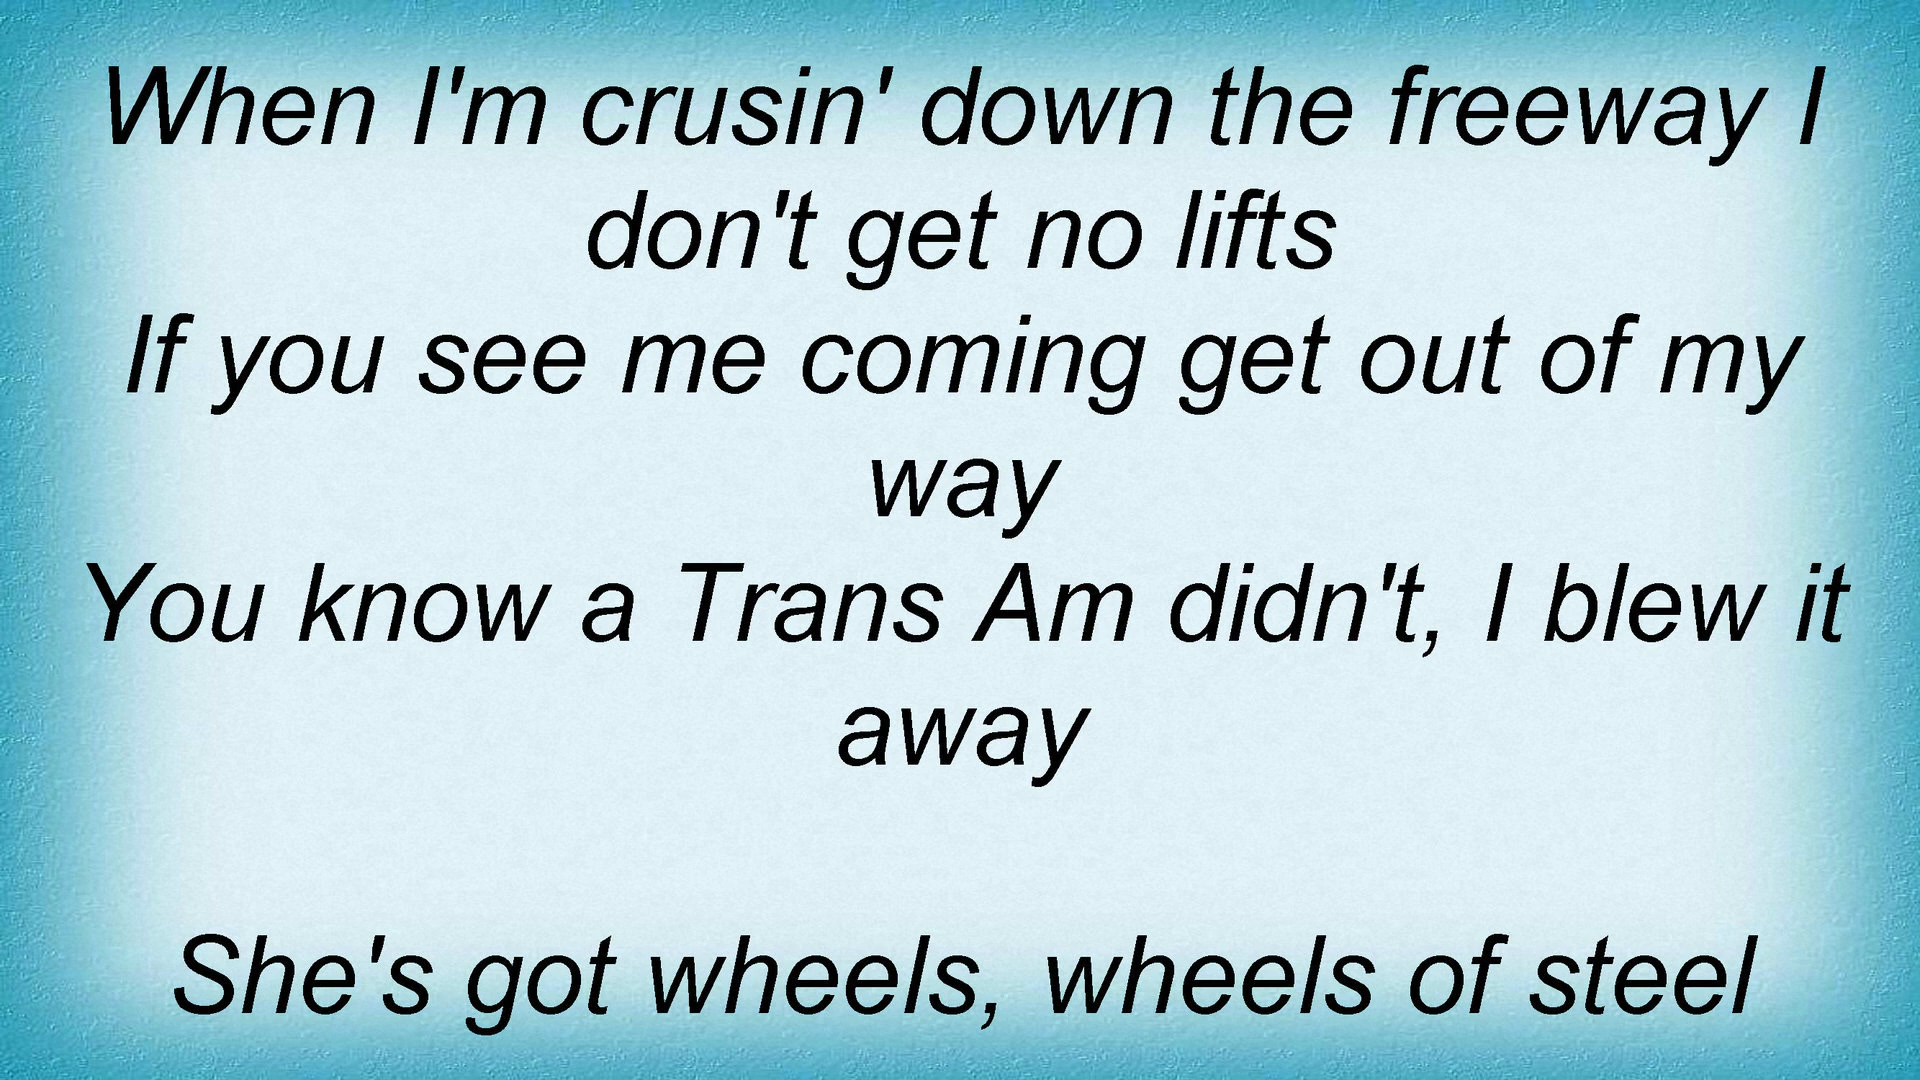 When I'm crusin' down the freeway I
don't get no lifts
If you see me coming get out of my
way
You know a Trans Am didn't, I blew it
away
She's got wheels, wheels of steel